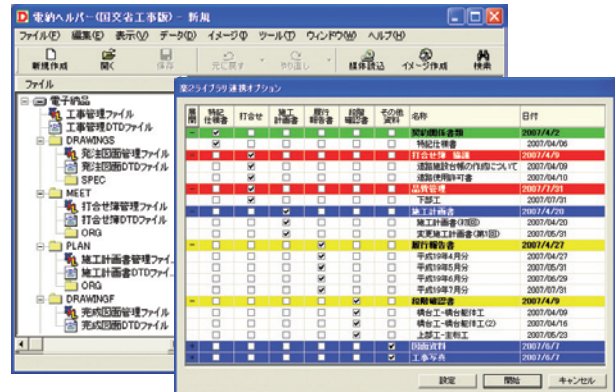 電納ヘルパー(国交省工事版) - 新規
ファイル(F) 編集(E) 表示(V) データ(D) イメージ(I) ツール(T) ウィンドウ(W) ヘルプ(H)
新規作成 開く 保存 元に戻す やり直し 媒体読込 イメージ作成 検索
ファイル
電子納品
工事管理ファイル
工事管理DTDファイル
DRAWINGS
発注図面管理ファイル
発注図面DTDファイル
SPEC
MEET
打合せ簿管理ファイル
打合せ簿DTDファイル
ORG
PLAN
施工計画書管理ファイル
施工計画書DTDファイル
ORG
DRAWINGF
完成図面管理ファイル
完成図面DTDファイル
楽2ライブラリ連携オプション
展開 特記仕様書 打合せ 施工計画書 履行報告書 段階確認書 その他資料 名称 日付
契約関係書類 2007/4/2
特記仕様書 2007/04/06
打合せ簿 協議 2007/4/9
道路施設台帳の作成について 2007/04/09
道路使用許可書 2007/04/10
品質管理 2007/7/31
下部工 2007/07/31
施工計画書 2007/4/20
施工計画書(初回) 2007/04/20
変更施工計画書(第1回) 2007/05/31
履行報告書 2007/4/27
平成19年4月分 2007/04/27
平成19年5月分 2007/05/31
平成19年6月分 2007/06/29
平成19年7月分 2007/07/31
段階確認書 2007/4/9
橋台工-橋台躯体工 2007/04/09
橋台工-橋台躯体工(2) 2007/04/16
上部工-主桁工 2007/05/23
図面資料 2007/6/7
工事写真 2007/6/7
設定 開始 キャンセル